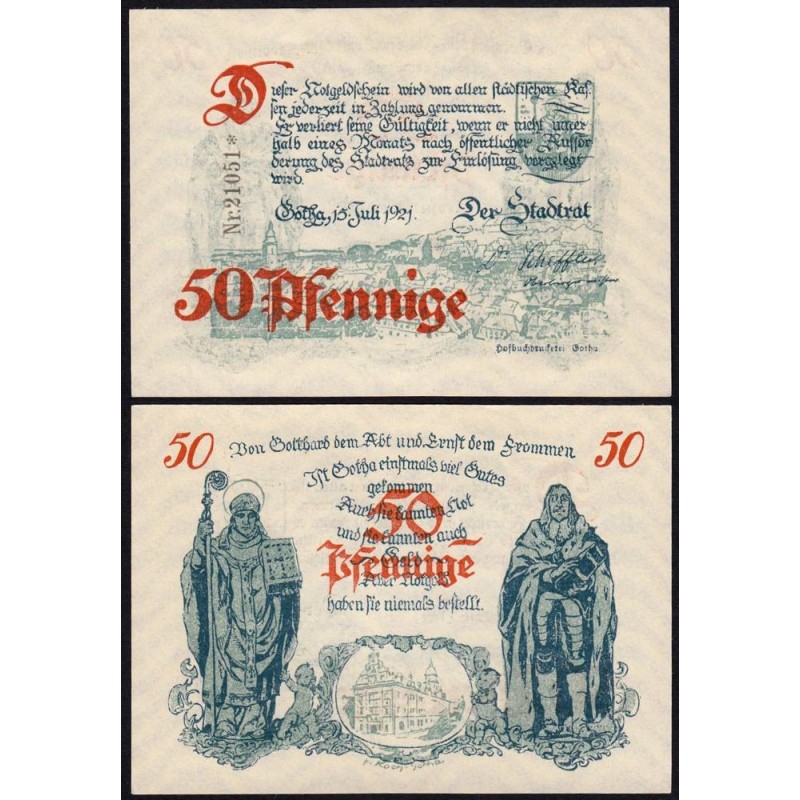 Dieser Notgeldschein wird von allen städtischen Kas-
sen jederzeit in Zahlung genommen.
Er verliert seine Gültigkeit, wenn er nicht inner
halb eines Monats nach öffentlicher Auffor
derung des Stadtrats zur Einlösung vorgelegt
wird.
Nr. 21051 *
Gotha, 15. Juli 1921.
Der Stadtrat
Dr. Scheffler
50 Pfennige
Hofbuchdruckerei Gotha.
50
50
Von Gotthard dem Abt und Ernst dem Frommen
Ist Gotha einstmals viel Gutes
gekommen
Auch sie kannten Not
und sie kannten auch
Geld
Aber Notgeld
haben sie niemals bestellt.
50
Pfennige